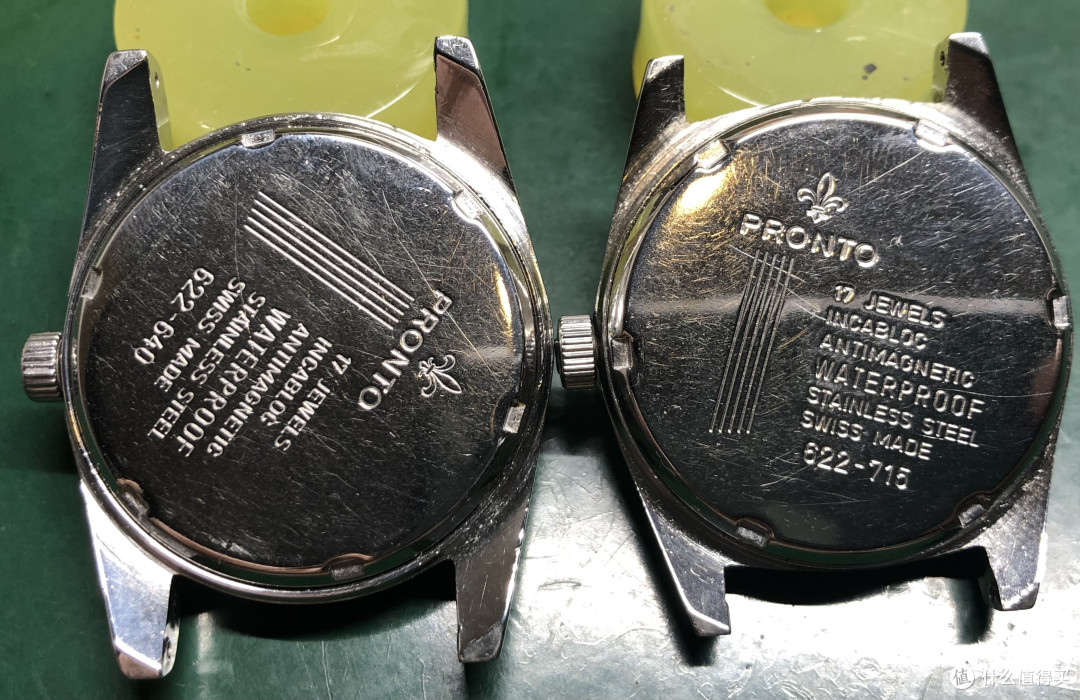 PRONTO
17 JEWELS
INCABLOC
ANTIMAGNETIC
WATERPROOF
STAINLESS STEEL
SWISS MADE
622-640
PRONTO
17 JEWELS
INCABLOC
ANTIMAGNETIC
WATERPROOF
STAINLESS STEEL
SWISS MADE
622-715
值 什么值得买